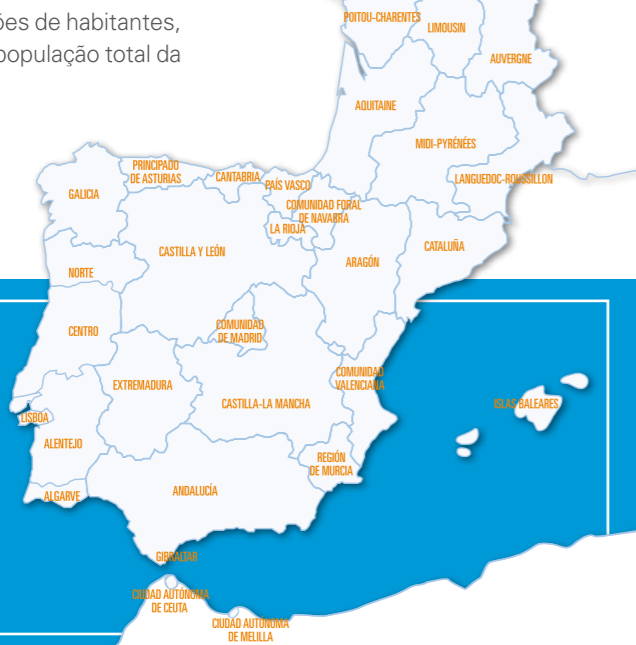 ões de habitantes,
população total da
POITOU-CHARENTES
LIMOUSIN
AUVERGNE
AQUITAINE
MIDI-PYRÉNÉES
LANGUEDOC-ROUSSILLON
PRINCIPADO
DE ASTURIAS
CANTABRIA
PAÍS VASCO
GALICIA
COMUNIDAD FORAL
DE NAVARRA
LA RIOJA
CASTILLA Y LEÓN
CATALUÑA
ARAGÓN
NORTE
CENTRO
COMUNIDAD
DE MADRID
EXTREMADURA
COMUNIDAD
VALENCIANA
CASTILLA-LA MANCHA
ISLAS BALEARES
LISBOA
ALENTEJO
REGIÓN
DE MURCIA
ALGARVE
ANDALUCÍA
GIBRALTAR
CIUDAD AUTÓNOMA
DE CEUTA
CIUDAD AUTÓNOMA
DE MELILLA